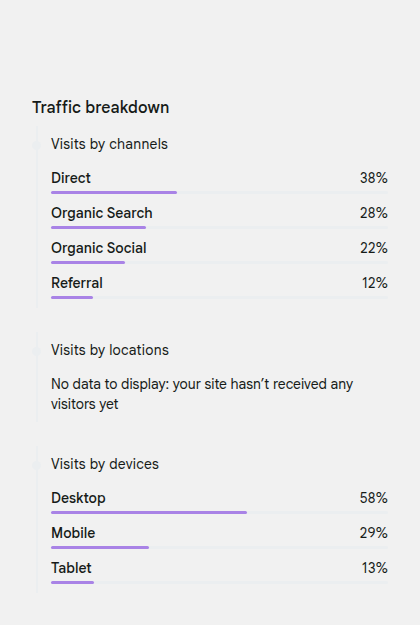 Traffic breakdown
Visits by channels
Direct 38%
Organic Search 28%
Organic Social 22%
Referral 12%
Visits by locations
No data to display: your site hasn’t received any
visitors yet
Visits by devices
Desktop 58%
Mobile 29%
Tablet 13%